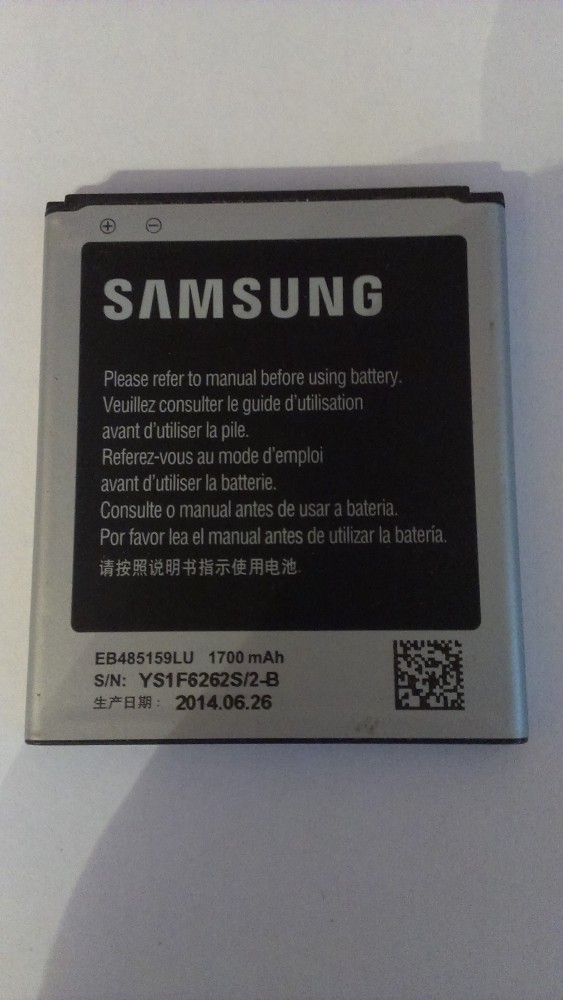 SAMSUNG
Please refer to manual before using battery.
Veuillez consulter le guide d'utilisation
avant d'utiliser la pile.
Referez-vous au mode d'emploi
avant d'utiliser la batterie.
Consulte o manual antes de usar a bateria.
Por favor lea el manual antes de utilizar la batería.
请按照说明书指示使用电池.
EB485159LU 1700 mAh
S/N: YS1F6262S/2-B
生产日期: 2014.06.26